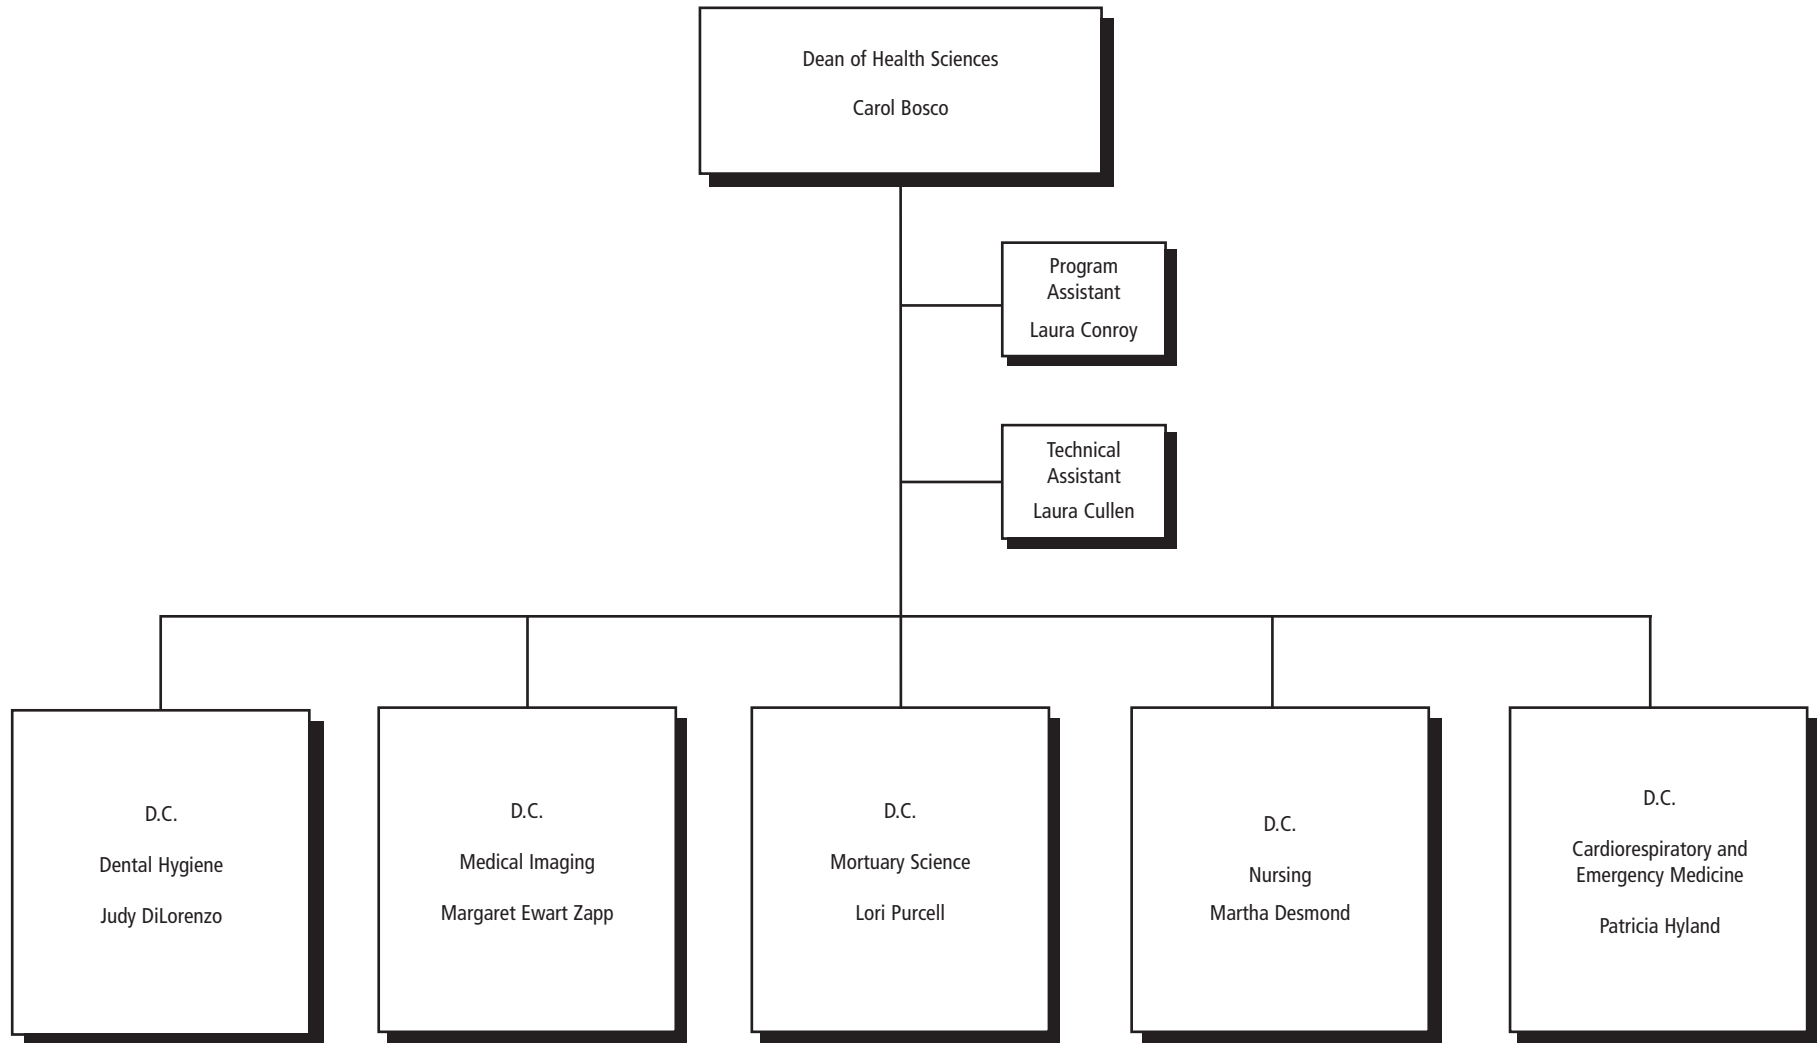 Dean of Health Sciences
Carol Bosco
Program
Assistant
Laura Conroy
Technical
Assistant
Laura Cullen
D.C.
Dental Hygiene
Judy DiLorenzo
D.C.
Medical Imaging
Margaret Ewart Zapp
D.C.
Mortuary Science
Lori Purcell
D.C.
Nursing
Martha Desmond
D.C.
Cardiorespiratory and
Emergency Medicine
Patricia Hyland